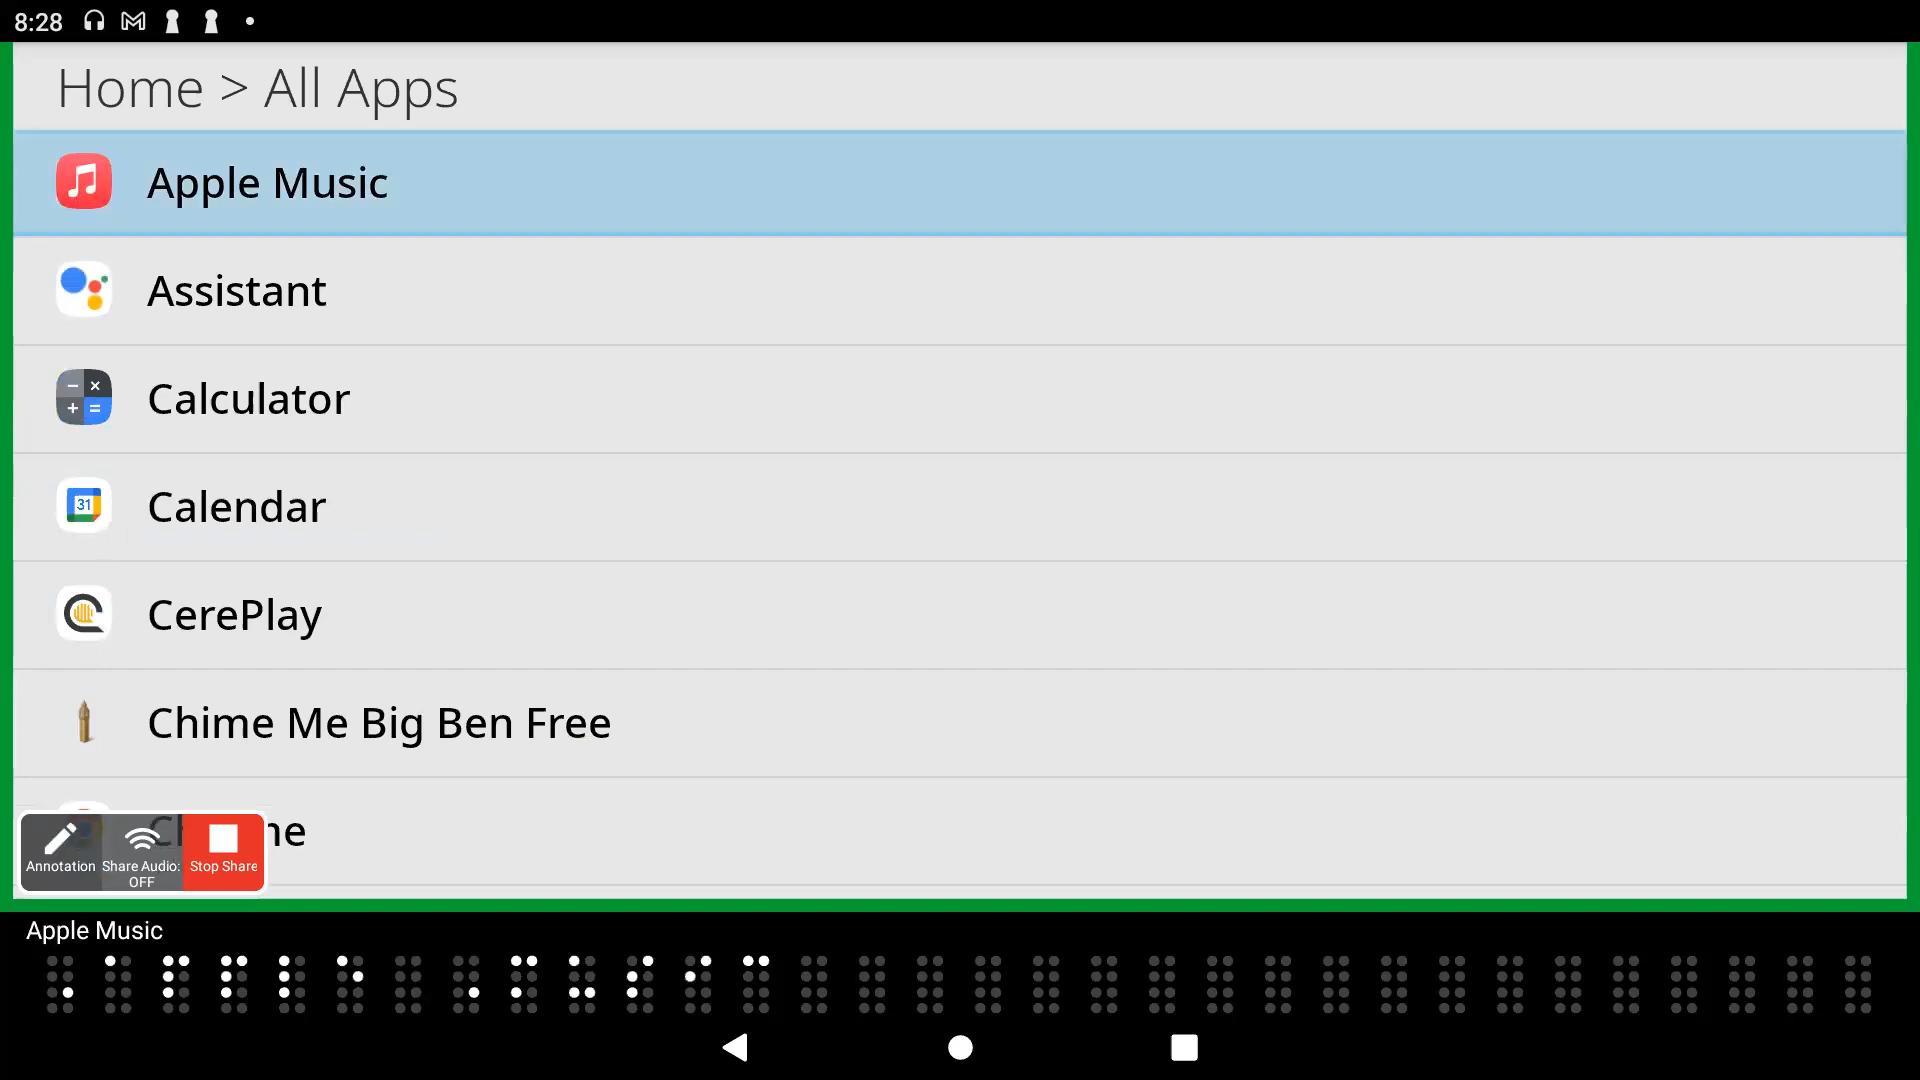 8:28
Home > All Apps
Apple Music
Assistant
Calculator
31
Calendar
CerePlay
Chime Me Big Ben Free
Annotation
Share Audio: OFF
Stop Share
Apple Music